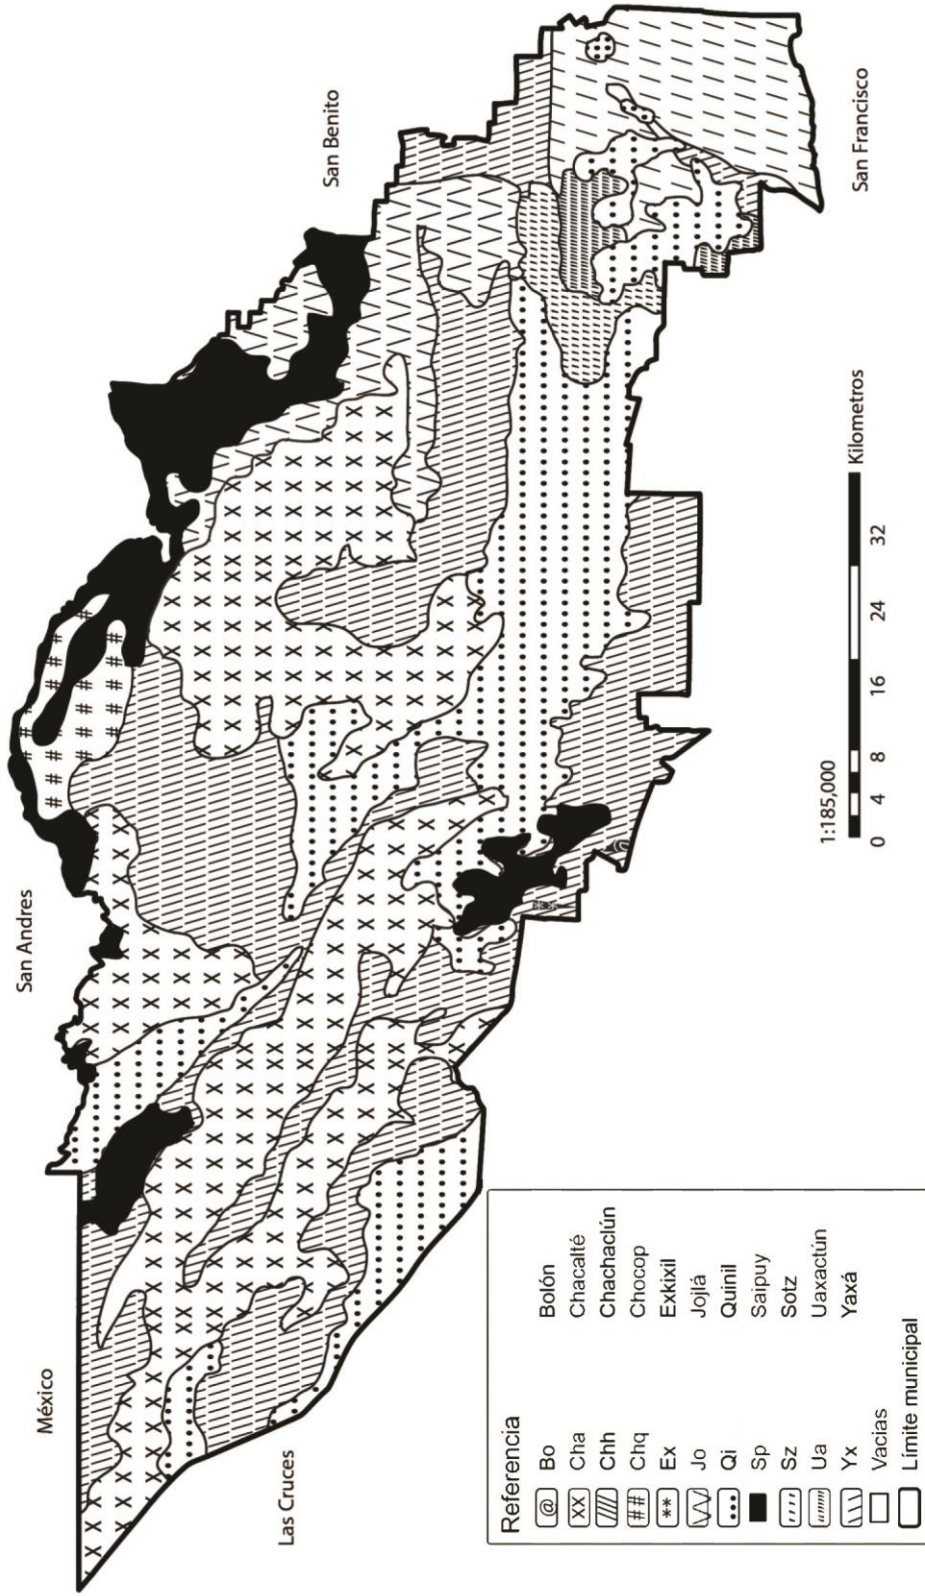 México
San Andres
San Benito
Las Cruces
San Francisco
1:185,000
0 4 8 16 24 32 Kilometros
Referencia
@ Bo Bolón
XX Cha Chacalté
Chh Chachaclún
## Chq Chocop
** Ex Exkixil
Jo Jojlá
Qi Quinil
Sp Saipuy
Sz Sotz
Ua Uaxactún
Yx Yaxá
Vacias
Límite municipal